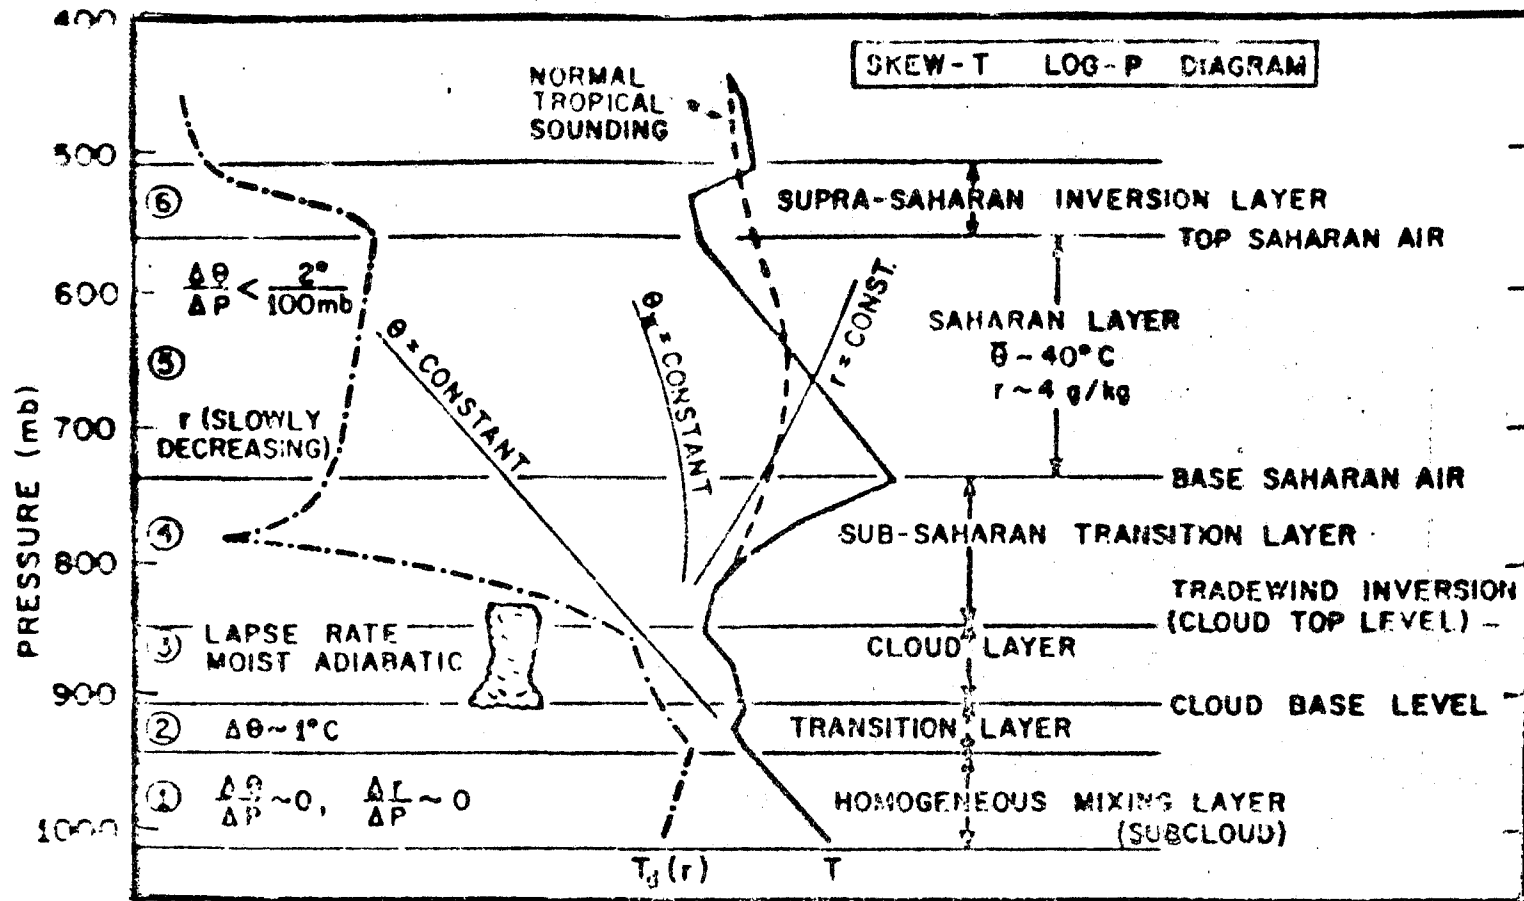 SKEW-T LOG-P DIAGRAM
NORMAL
TROPICAL
SOUNDING
PRESSURE (mb)
400
500
600
700
800
900
1000
⑥
SUPRA-SAHARAN INVERSION LAYER
TOP SAHARAN AIR
Δθ/ΔP < 2°/100mb
θ = CONSTANT
CONSTANT
r = CONST.
SAHARAN LAYER
θ̄ ~ 40°C
r ~ 4 g/kg
⑤
r (SLOWLY
DECREASING)
BASE SAHARAN AIR
④
SUB-SAHARAN TRANSITION LAYER
TRADEWIND INVERSION
(CLOUD TOP LEVEL)
③ LAPSE RATE
MOIST ADIABATIC
CLOUD LAYER
CLOUD BASE LEVEL
② Δθ~1°C
TRANSITION LAYER
① Δθ/ΔP ~0, Δr/ΔP ~ 0
HOMOGENEOUS MIXING LAYER
(SUBCLOUD)
Td(r)
T